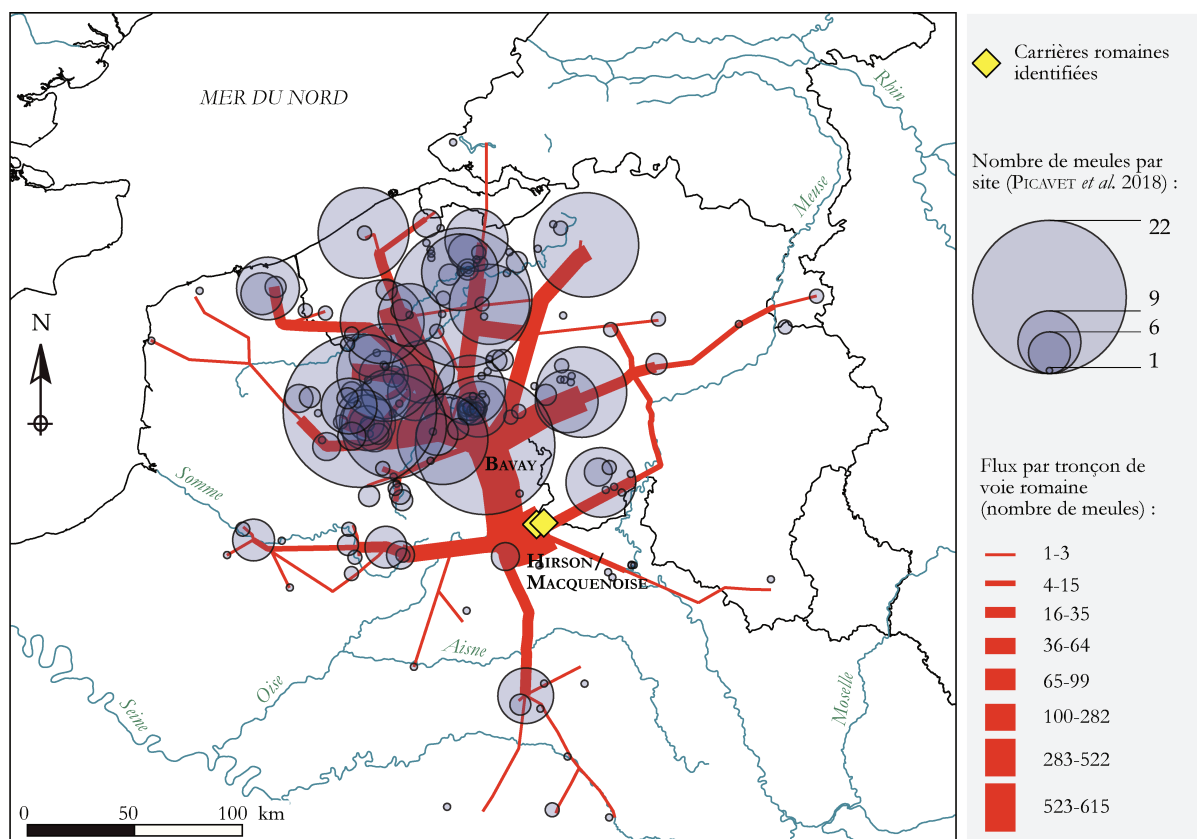 MER DU NORD
Rhin
Meuse
N
Somme
BAVAY
HIRSON/
MACQUENOISE
Aisne
Oise
Seine
Moselle
0 50 100 km
Carrières romaines
identifiées
Nombre de meules par
site (PICAVET et al. 2018) :
22
9
6
1
Flux par tronçon de
voie romaine
(nombre de meules) :
1-3
4-15
16-35
36-64
65-99
100-282
283-522
523-615